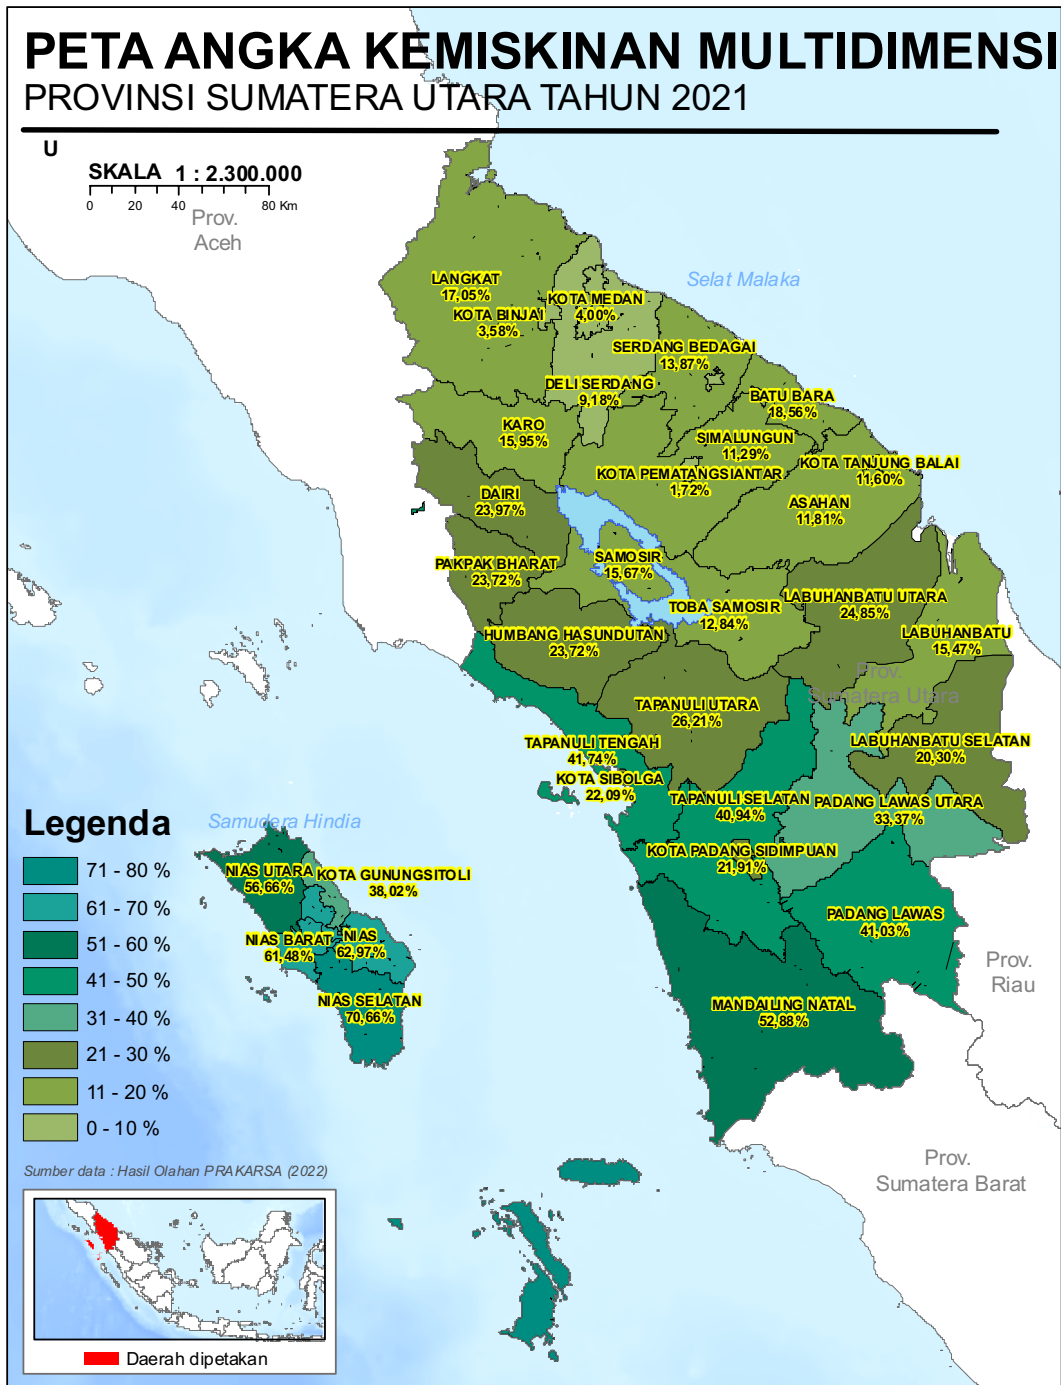 PETA ANGKA KEMISKINAN MULTIDIMENSI
PROVINSI SUMATERA UTARA TAHUN 2021
U
SKALA 1 : 2.300.000
0 20 40 80 Km
Prov.
Aceh
Selat Malaka
LANGKAT
17,05%
KOTA BINJAI
3,58%
KOTA MEDAN
4,00%
SERDANG BEDAGAI
13,87%
DELI SERDANG
9,18%
BATU BARA
18,56%
KARO
15,95%
SIMALUNGUN
11,29%
KOTA PEMATANGSIANTAR
1,72%
KOTA TANJUNG BALAI
11,60%
DAIRI
23,97%
ASAHAN
11,81%
PAKPAK BHARAT
23,72%
SAMOSIR
15,67%
TOBA SAMOSIR
12,84%
LABUHANBATU UTARA
24,85%
HUMBANG HASUNDUTAN
23,72%
LABUHANBATU
15,47%
Prov.
Sumatera Utara
TAPANULI UTARA
26,21%
TAPANULI TENGAH
41,74%
LABUHANBATU SELATAN
20,30%
KOTA SIBOLGA
22,09%
TAPANULI SELATAN
40,94%
PADANG LAWAS UTARA
33,37%
KOTA PADANG SIDIMPUAN
21,91%
PADANG LAWAS
41,03%
MANDAILING NATAL
52,88%
Prov.
Riau
Prov.
Sumatera Barat
Samudera Hindia
NIAS UTARA
56,66%
KOTA GUNUNGSITOLI
38,02%
NIAS BARAT
61,48%
NIAS
62,97%
NIAS SELATAN
70,66%
Legenda
71 - 80 %
61 - 70 %
51 - 60 %
41 - 50 %
31 - 40 %
21 - 30 %
11 - 20 %
0 - 10 %
Sumber data : Hasil Olahan PRAKARSA (2022)
Daerah dipetakan